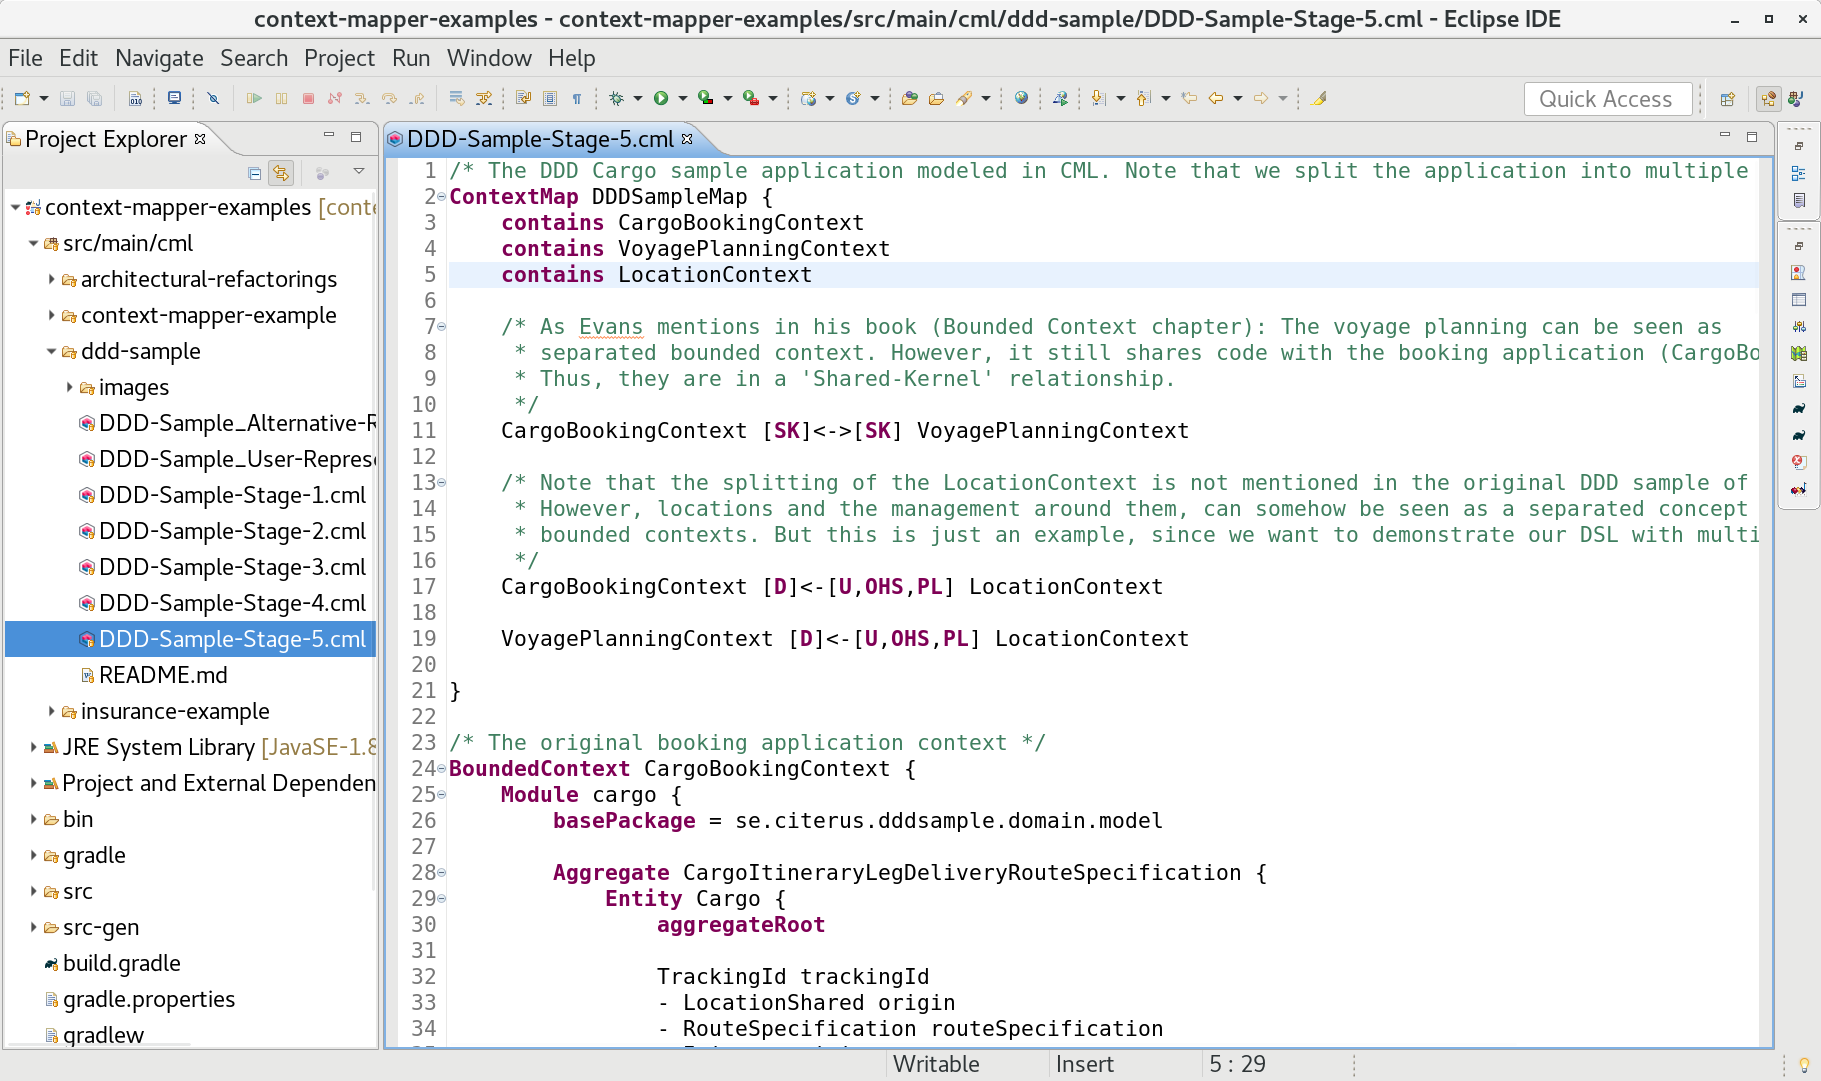 context-mapper-examples - context-mapper-examples/src/main/cml/ddd-sample/DDD-Sample-Stage-5.cml - Eclipse IDE
File Edit Navigate Search Project Run Window Help
Quick Access
Project Explorer
context-mapper-examples [conte
src/main/cml
architectural-refactorings
context-mapper-example
ddd-sample
images
DDD-Sample_Alternative-R
DDD-Sample_User-Represe
DDD-Sample-Stage-1.cml
DDD-Sample-Stage-2.cml
DDD-Sample-Stage-3.cml
DDD-Sample-Stage-4.cml
DDD-Sample-Stage-5.cml
README.md
insurance-example
JRE System Library [JavaSE-1.8
Project and External Dependen
bin
gradle
src
src-gen
build.gradle
gradle.properties
gradlew
DDD-Sample-Stage-5.cml
1 /* The DDD Cargo sample application modeled in CML. Note that we split the application into multiple
2 ContextMap DDDSampleMap {
3     contains CargoBookingContext
4     contains VoyagePlanningContext
5     contains LocationContext
6
7     /* As Evans mentions in his book (Bounded Context chapter): The voyage planning can be seen as
8      * separated bounded context. However, it still shares code with the booking application (CargoBo
9      * Thus, they are in a 'Shared-Kernel' relationship.
10      */
11     CargoBookingContext [SK]<->[SK] VoyagePlanningContext
12
13     /* Note that the splitting of the LocationContext is not mentioned in the original DDD sample of
14      * However, locations and the management around them, can somehow be seen as a separated concept
15      * bounded contexts. But this is just an example, since we want to demonstrate our DSL with multi
16      */
17     CargoBookingContext [D]<-[U,OHS,PL] LocationContext
18
19     VoyagePlanningContext [D]<-[U,OHS,PL] LocationContext
20
21 }
22
23 /* The original booking application context */
24 BoundedContext CargoBookingContext {
25     Module cargo {
26         basePackage = se.citerus.dddsample.domain.model
27
28         Aggregate CargoItineraryLegDeliveryRouteSpecification {
29             Entity Cargo {
30                 aggregateRoot
31
32                 TrackingId trackingId
33                 - LocationShared origin
34                 - RouteSpecification routeSpecification
Writable Insert 5 : 29